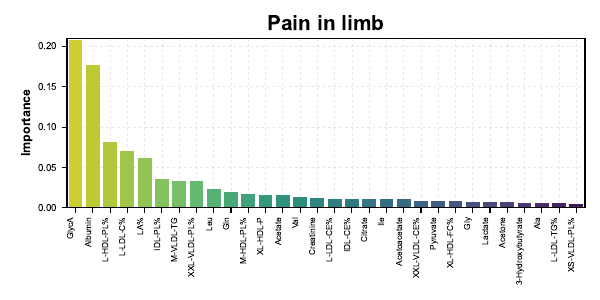 Pain in limb
Importance
0.20
0.15
0.10
0.05
0.00
GlycA
Albumin
L-HDL-PL%
L-LDL-C%
LA%
IDL-PL%
M-VLDL-TG
XXL-VLDL-PL%
Leu
Gln
M-HDL-PL%
XL-HDL-P
Acetate
Val
Creatinine
L-LDL-CE%
IDL-CE%
Citrate
Ile
Acetoacetate
XXL-VLDL-CE%
Pyruvate
XL-HDL-FC%
Gly
Lactate
Acetone
3-Hydroxybutyrate
Ala
L-LDL-TG%
XS-VLDL-PL%